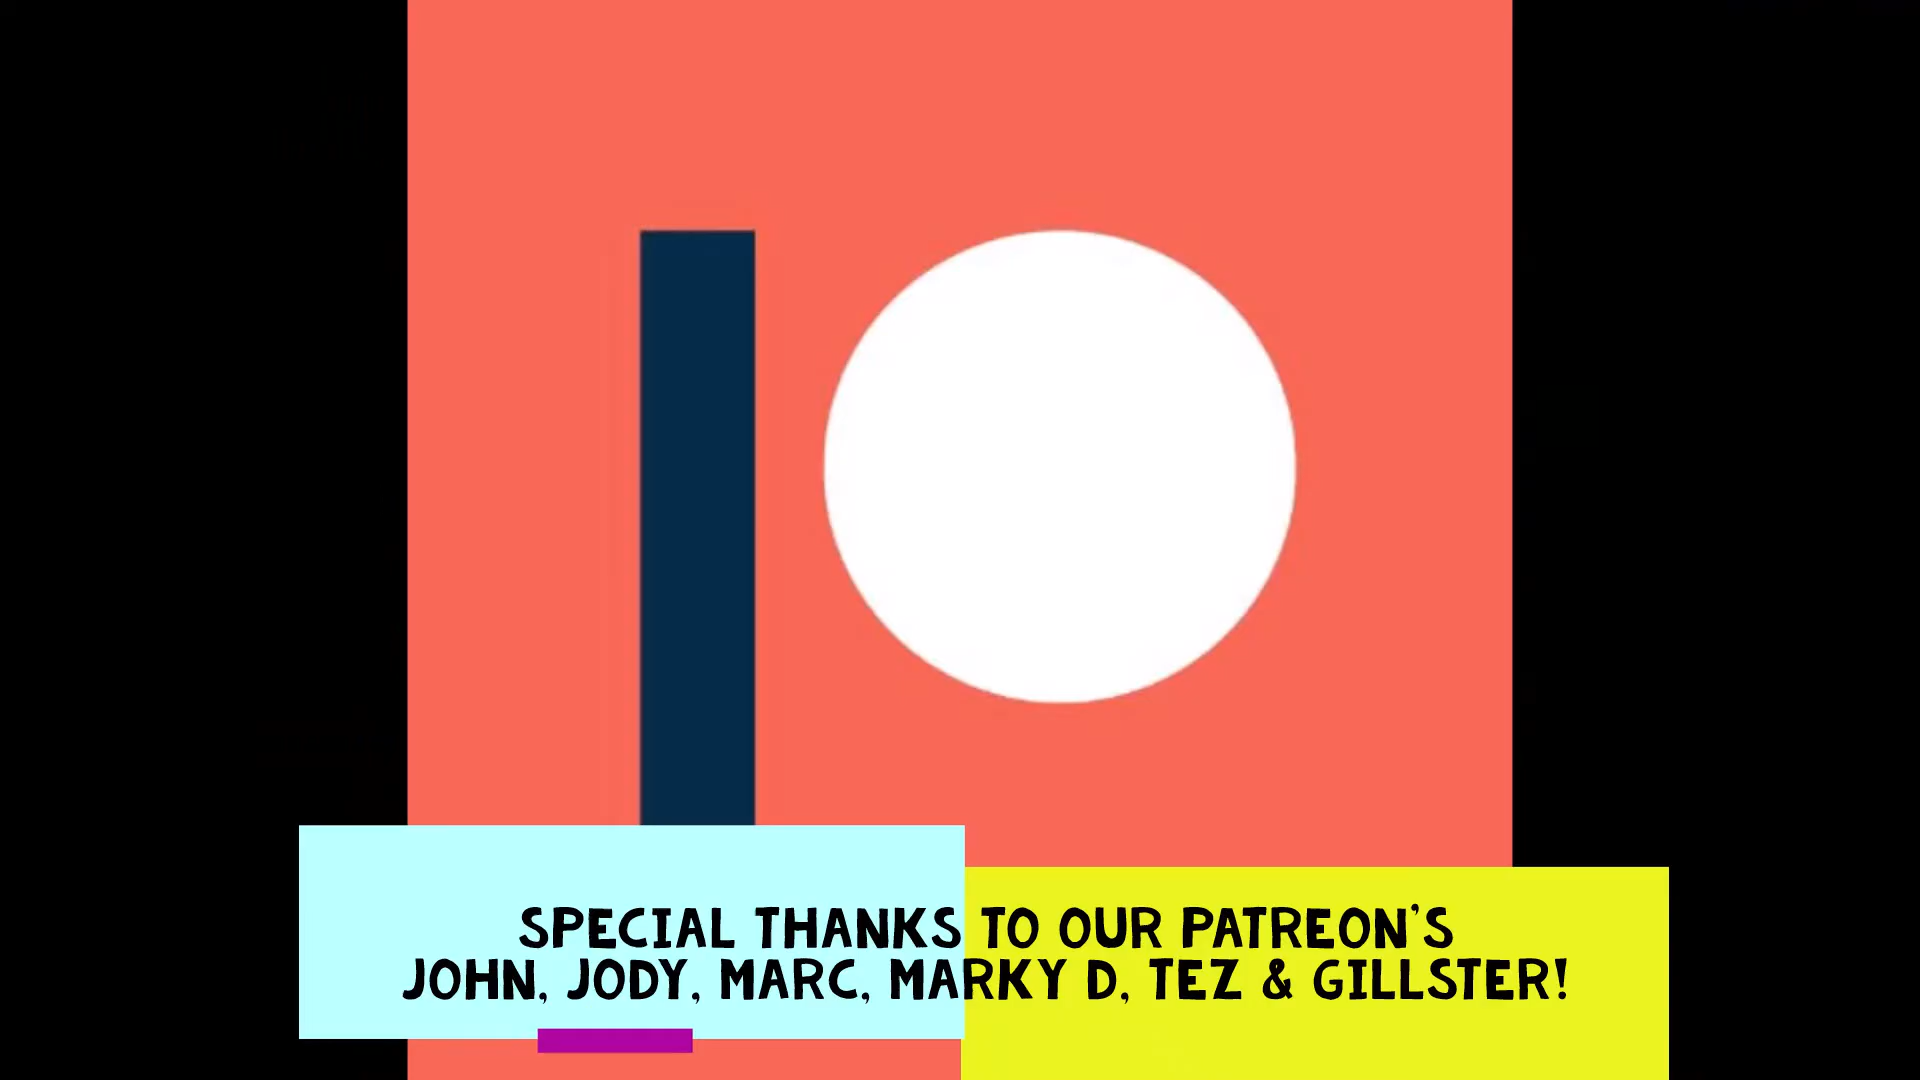 SPECIAL THANKS TO OUR PATREON'S
JOHN, JODY, MARC, MARKY D, TEZ & GILLSTER!